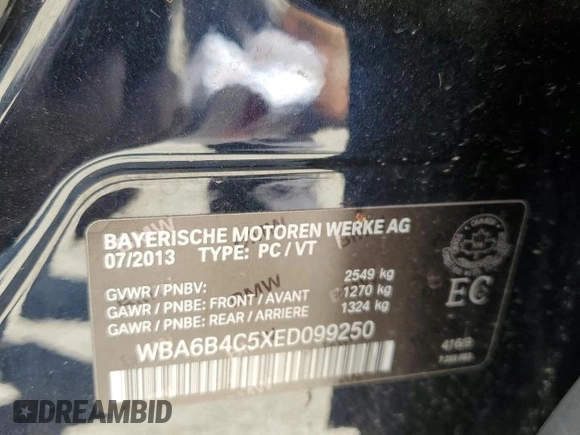 BAYERISCHE MOTOREN WERKE AG
07/2013 TYPE: PC / VT
GVWR / PNBV: 2549 kg
GAWR / PNBE: FRONT / AVANT 1270 kg
GAWR / PNBE: REAR / ARRIERE 1324 kg
WBA6B4C5XED099250
EC
BMW
DREAMBID